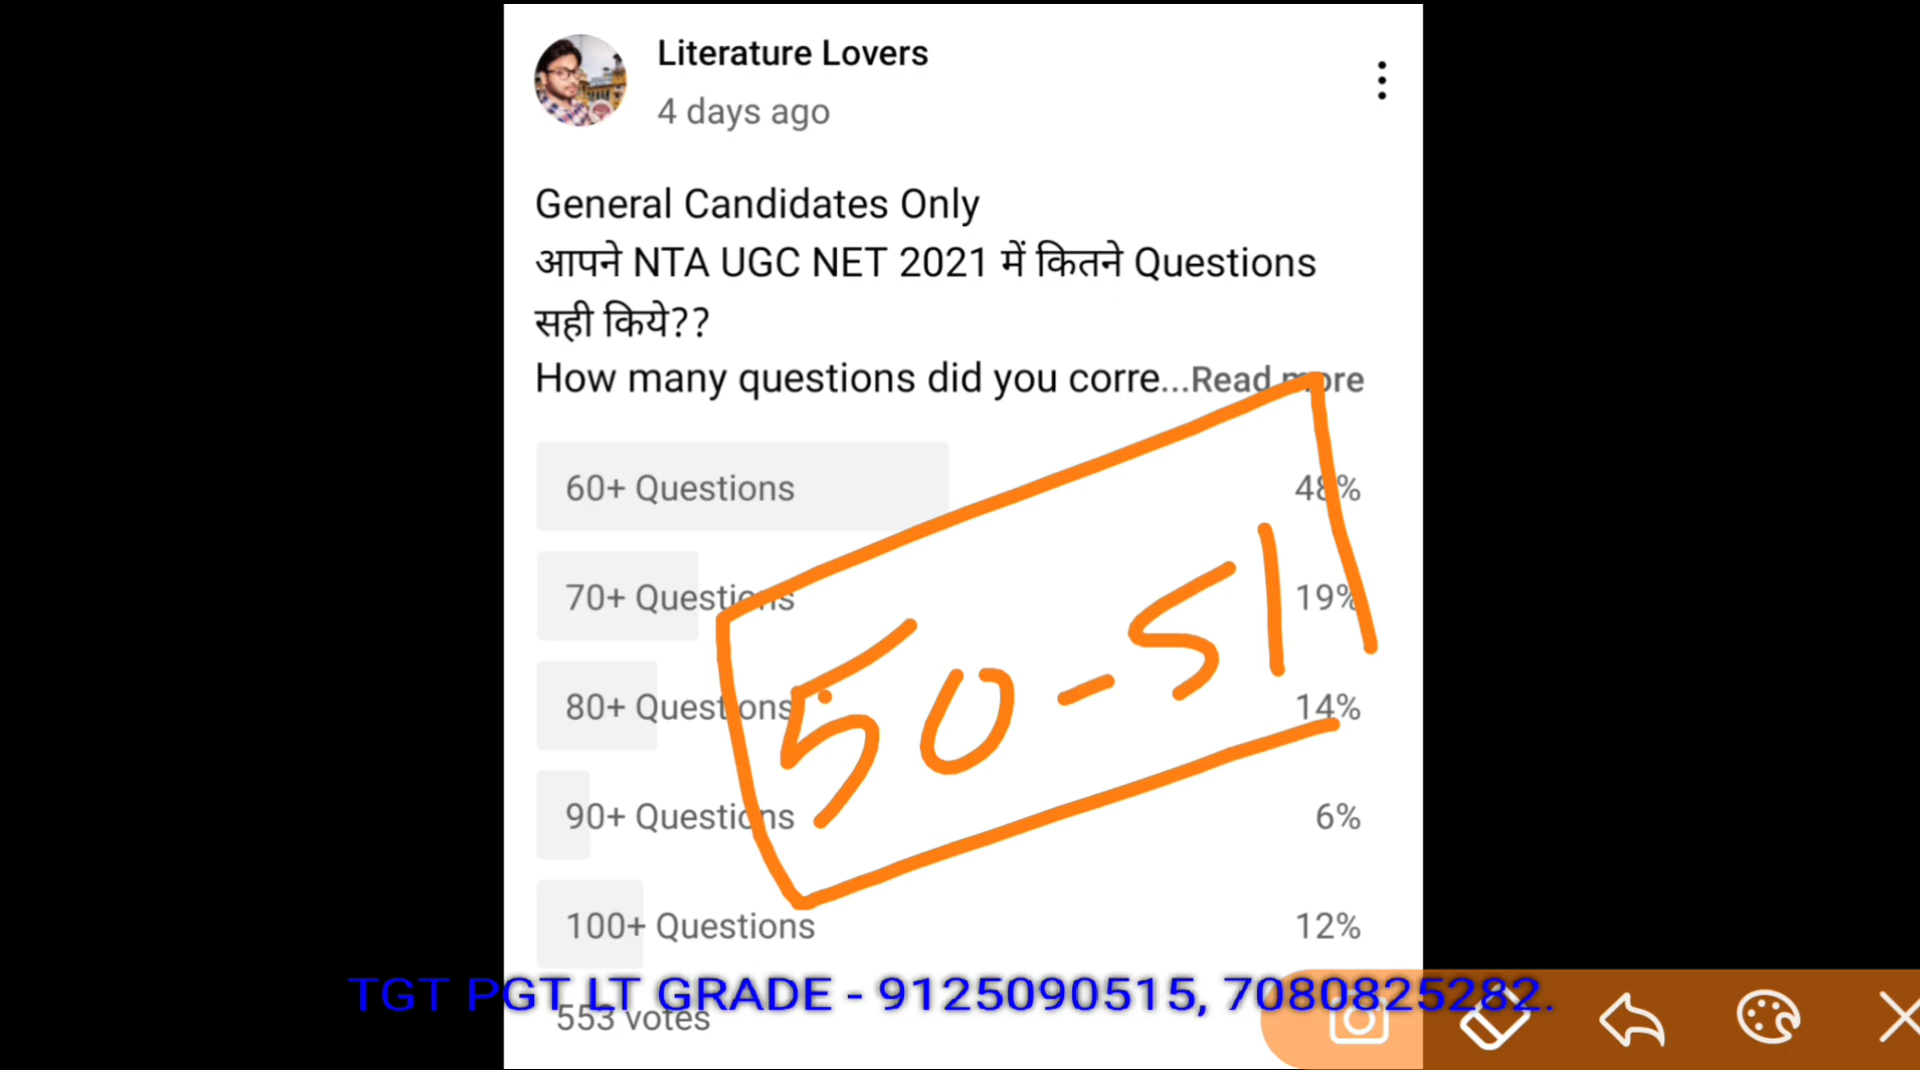 Literature Lovers
4 days ago
General Candidates Only
आपने NTA UGC NET 2021 में कितने Questions
सही किये??
How many questions did you corre...Read more
60+ Questions 48%
70+ Questions 19%
80+ Questions 14%
90+ Questions 6%
100+ Questions 12%
50-51
TGT PGT LT GRADE - 9125090515, 7080825282.
553 votes